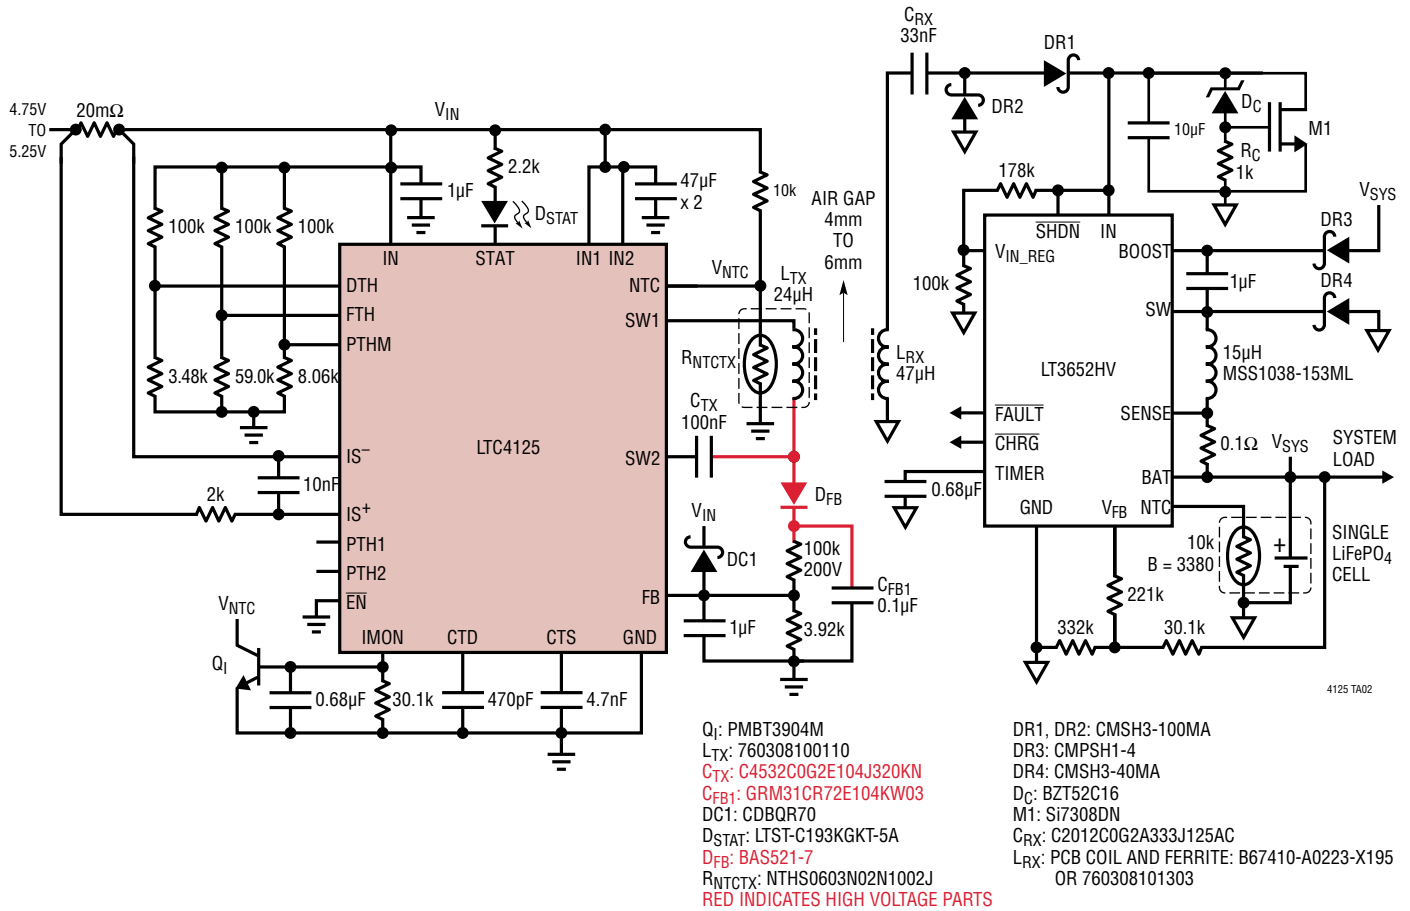 4.75V
TO
5.25V
20mΩ
VIN
2.2k
DSTAT
1µF
47µF
x 2
10k
100k
100k
100k
3.48k
59.0k
8.06k
IN
STAT
IN1
IN2
DTH
FTH
PTHM
IS–
IS+
PTH1
PTH2
EN
IMON
CTD
CTS
GND
NTC
SW1
SW2
FB
LTC4125
10nF
2k
VNTC
QI
0.68µF
30.1k
470pF
4.7nF
VNTC
LTX
24µH
RNTCTX
CTX
100nF
DFB
VIN
DC1
100k
200V
CFB1
0.1µF
1µF
3.92k
AIR GAP
4mm
TO
6mm
LRX
47µH
CRX
33nF
DR1
DR2
10µF
DC
RC
1k
M1
178k
100k
SHDN
IN
VIN_REG
BOOST
SW
LT3652HV
FAULT
CHRG
TIMER
SENSE
BAT
GND
VFB
NTC
VSYS
DR3
1µF
DR4
15µH
MSS1038-153ML
0.1Ω
VSYS
SYSTEM
LOAD
0.68µF
10k
B = 3380
+
SINGLE
LiFePO4
CELL
221k
332k
30.1k
4125 TA02
QI: PMBT3904M
LTX: 760308100110
CTX: C4532C0G2E104J320KN
CFB1: GRM31CR72E104KW03
DC1: CDBQR70
DSTAT: LTST-C193KGKT-5A
DFB: BAS521-7
RNTCTX: NTHS0603N02N1002J
RED INDICATES HIGH VOLTAGE PARTS
DR1, DR2: CMSH3-100MA
DR3: CMPSH1-4
DR4: CMSH3-40MA
DC: BZT52C16
M1: Si7308DN
CRX: C2012C0G2A333J125AC
LRX: PCB COIL AND FERRITE: B67410-A0223-X195
OR 760308101303